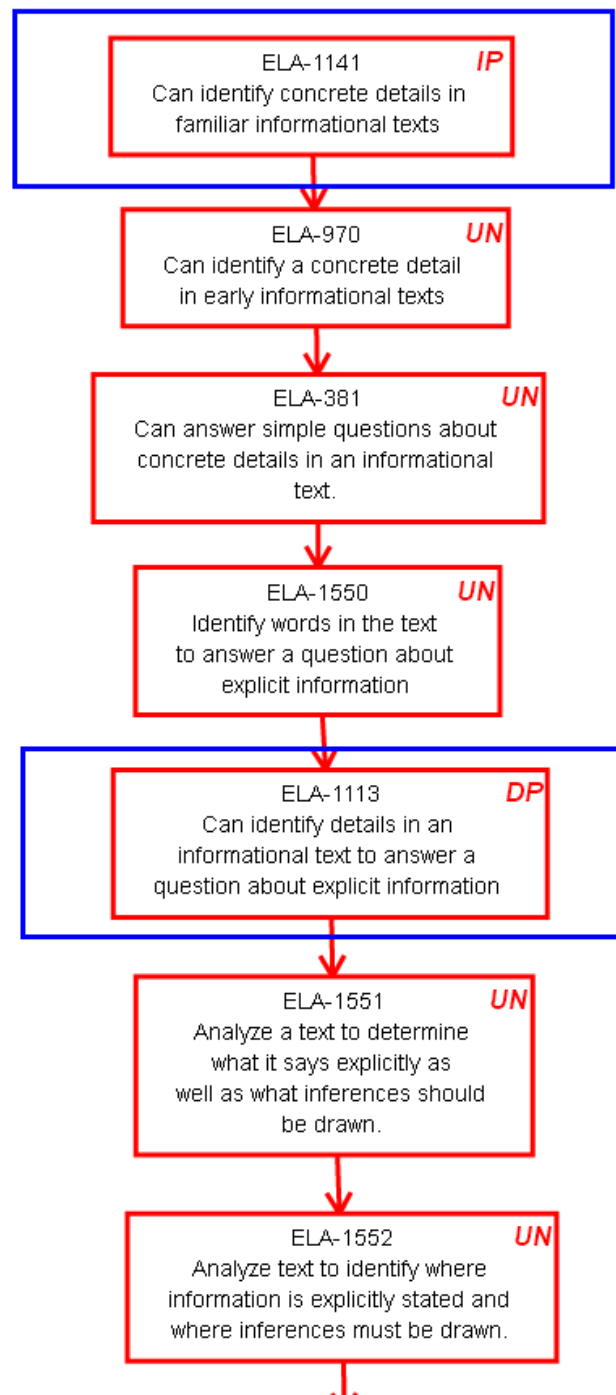 ELA-1141 IP
Can identify concrete details in
familiar informational texts
ELA-970 UN
Can identify a concrete detail
in early informational texts
ELA-381 UN
Can answer simple questions about
concrete details in an informational
text.
ELA-1550 UN
Identify words in the text
to answer a question about
explicit information
ELA-1113 DP
Can identify details in an
informational text to answer a
question about explicit information
ELA-1551 UN
Analyze a text to determine
what it says explicitly as
well as what inferences should
be drawn.
ELA-1552 UN
Analyze text to identify where
information is explicitly stated and
where inferences must be drawn.